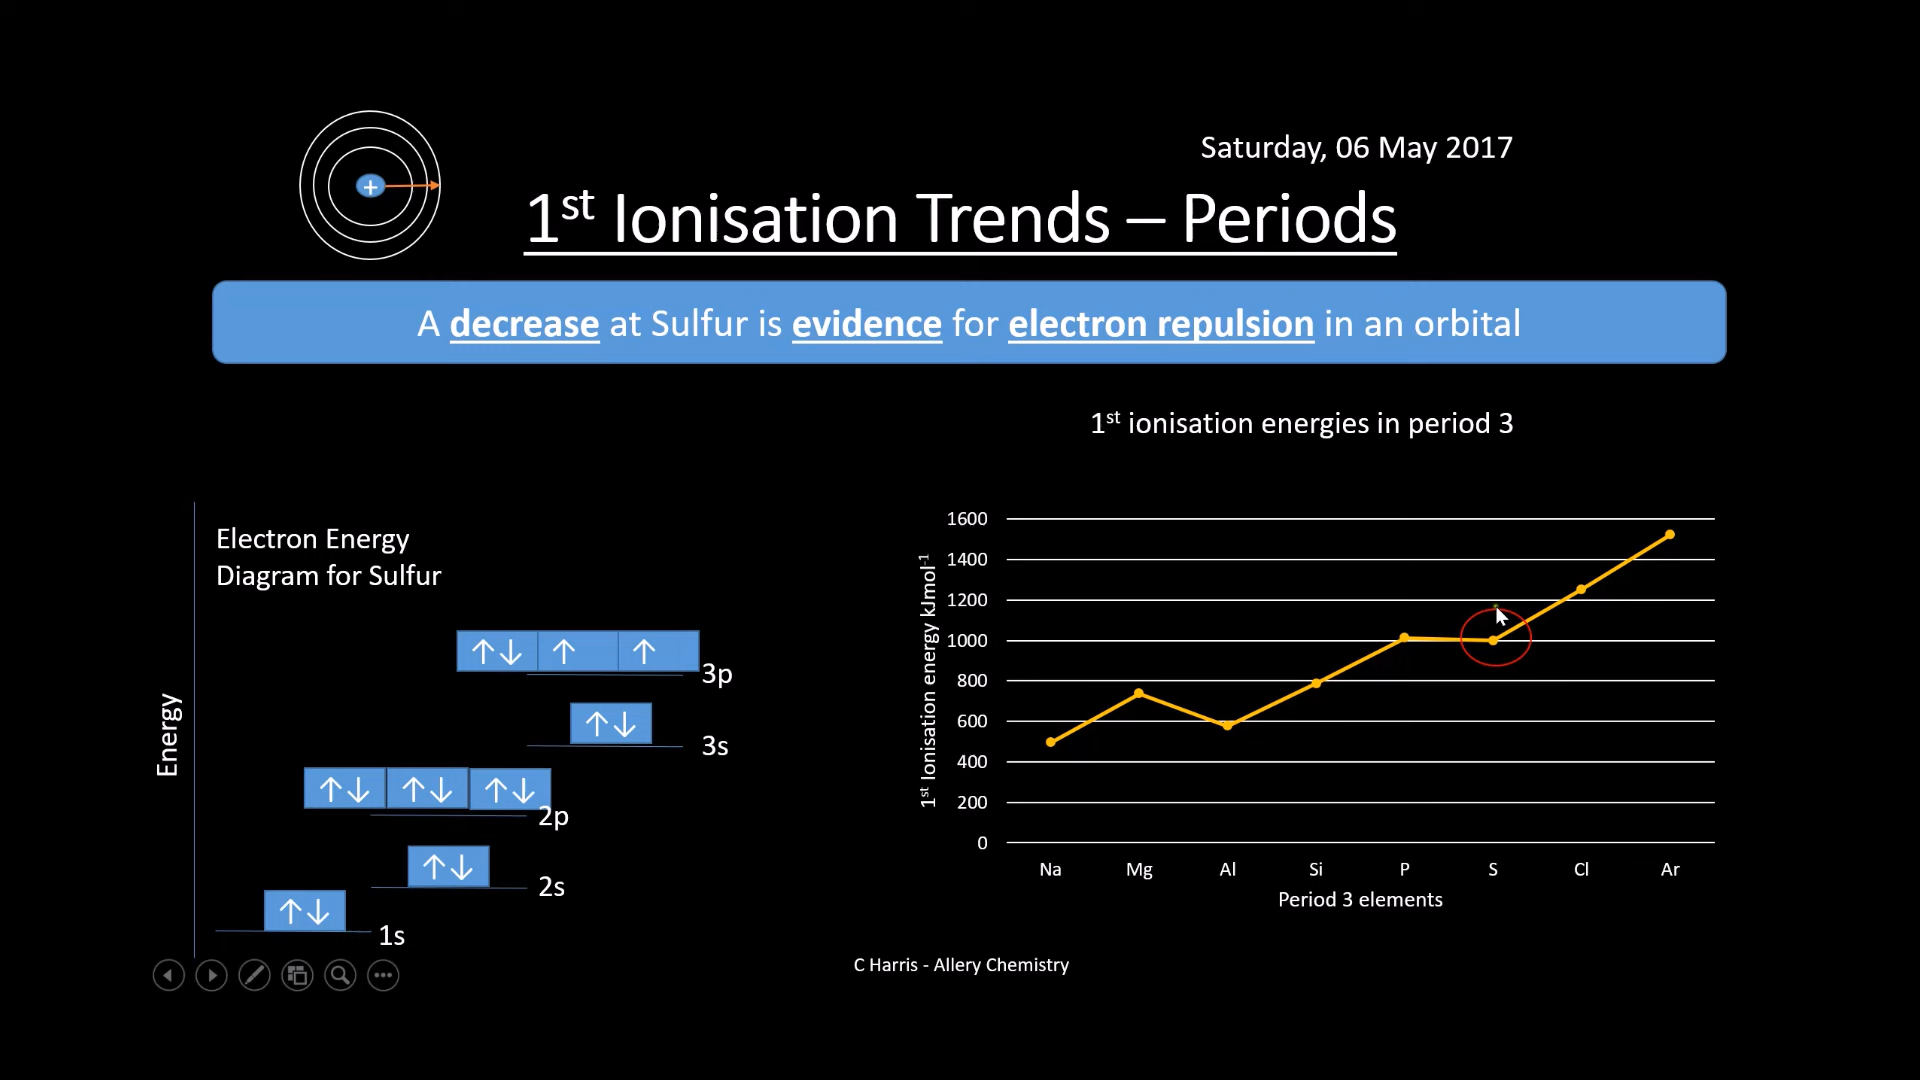 Saturday, 06 May 2017
+
1st Ionisation Trends – Periods
A decrease at Sulfur is evidence for electron repulsion in an orbital
1st ionisation energies in period 3
Electron Energy
Diagram for Sulfur
Energy
↑↓ ↑ ↑
3p
↑↓
3s
↑↓ ↑↓ ↑↓
2p
↑↓
2s
↑↓
1s
1st Ionisation energy kJmol-1
1600
1400
1200
1000
800
600
400
200
0
Na Mg Al Si P S Cl Ar
Period 3 elements
C Harris - Allery Chemistry